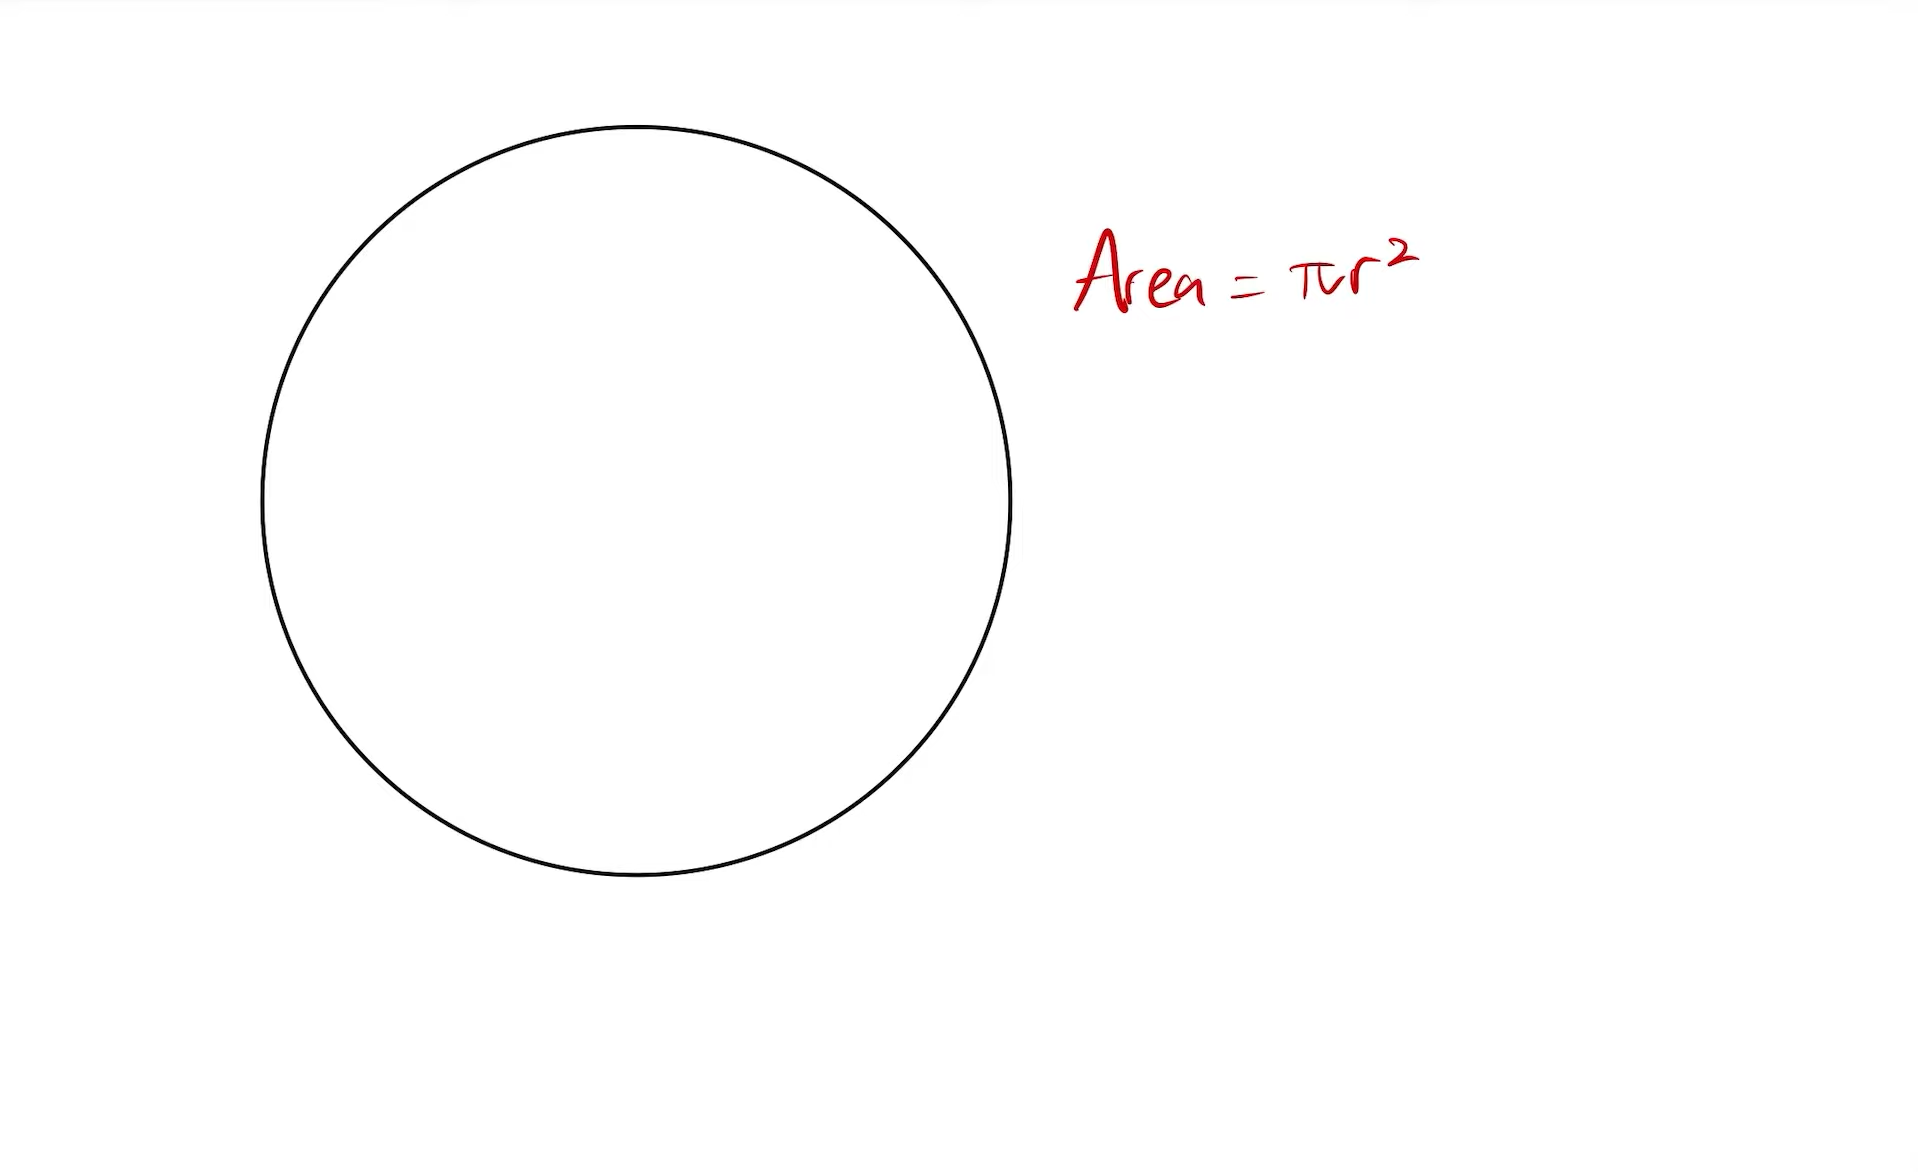 Area = πr²